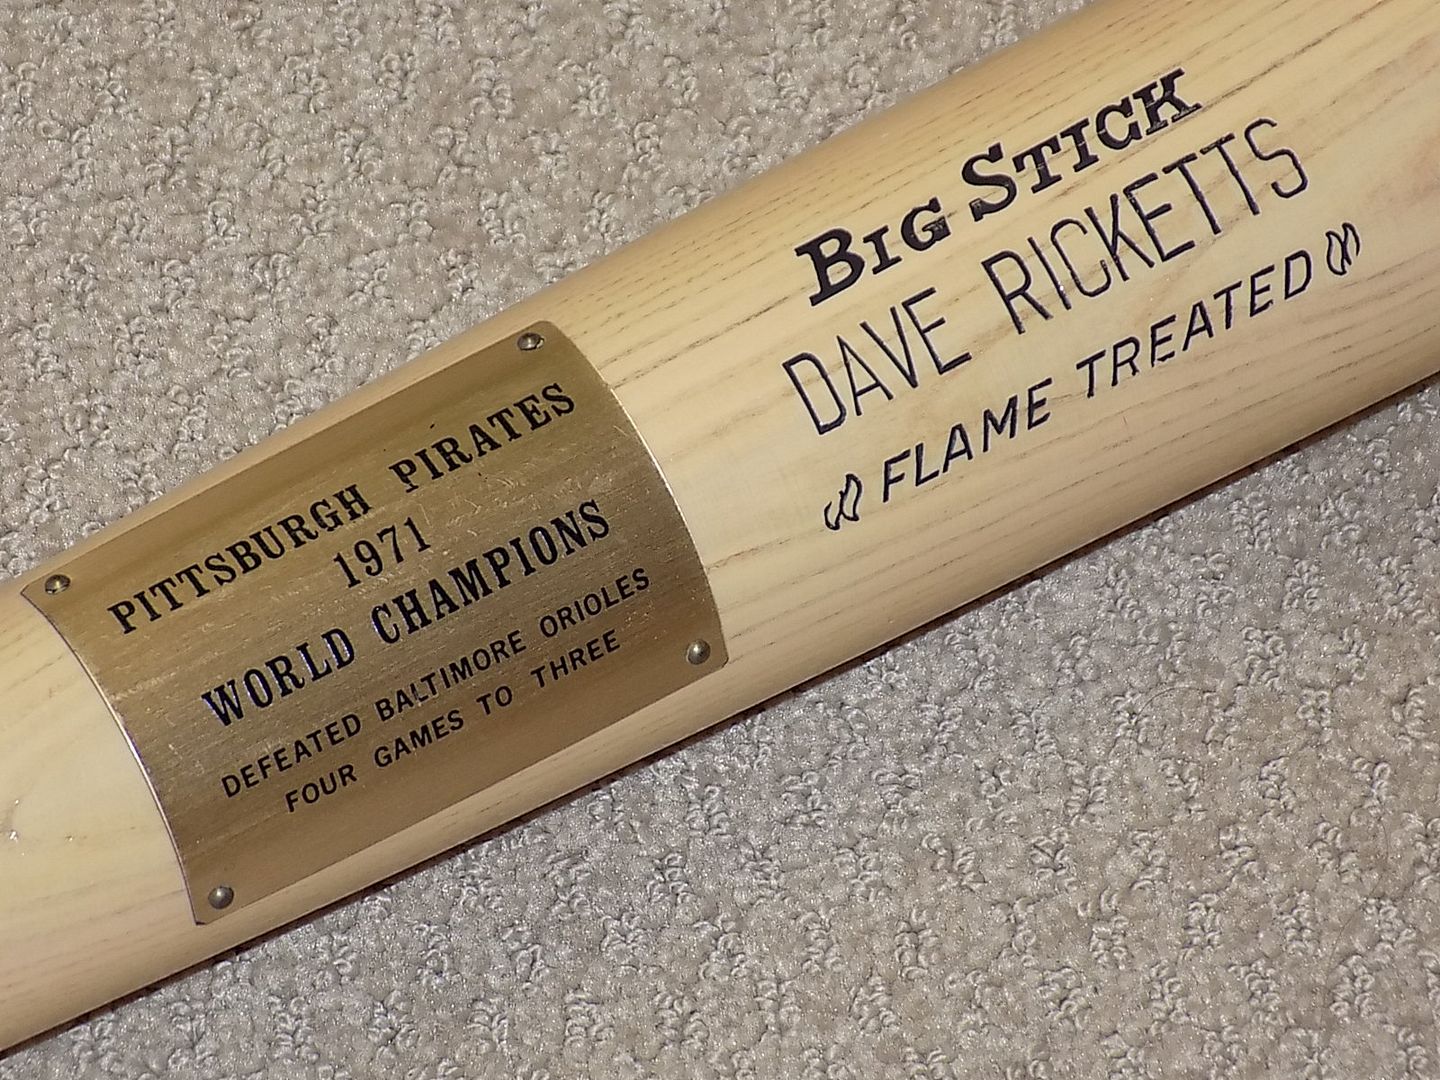 PITTSBURGH PIRATES
1971
WORLD CHAMPIONS
DEFEATED BALTIMORE ORIOLES
FOUR GAMES TO THREE
BIG STICK
DAVE RICKETTS
FLAME TREATED